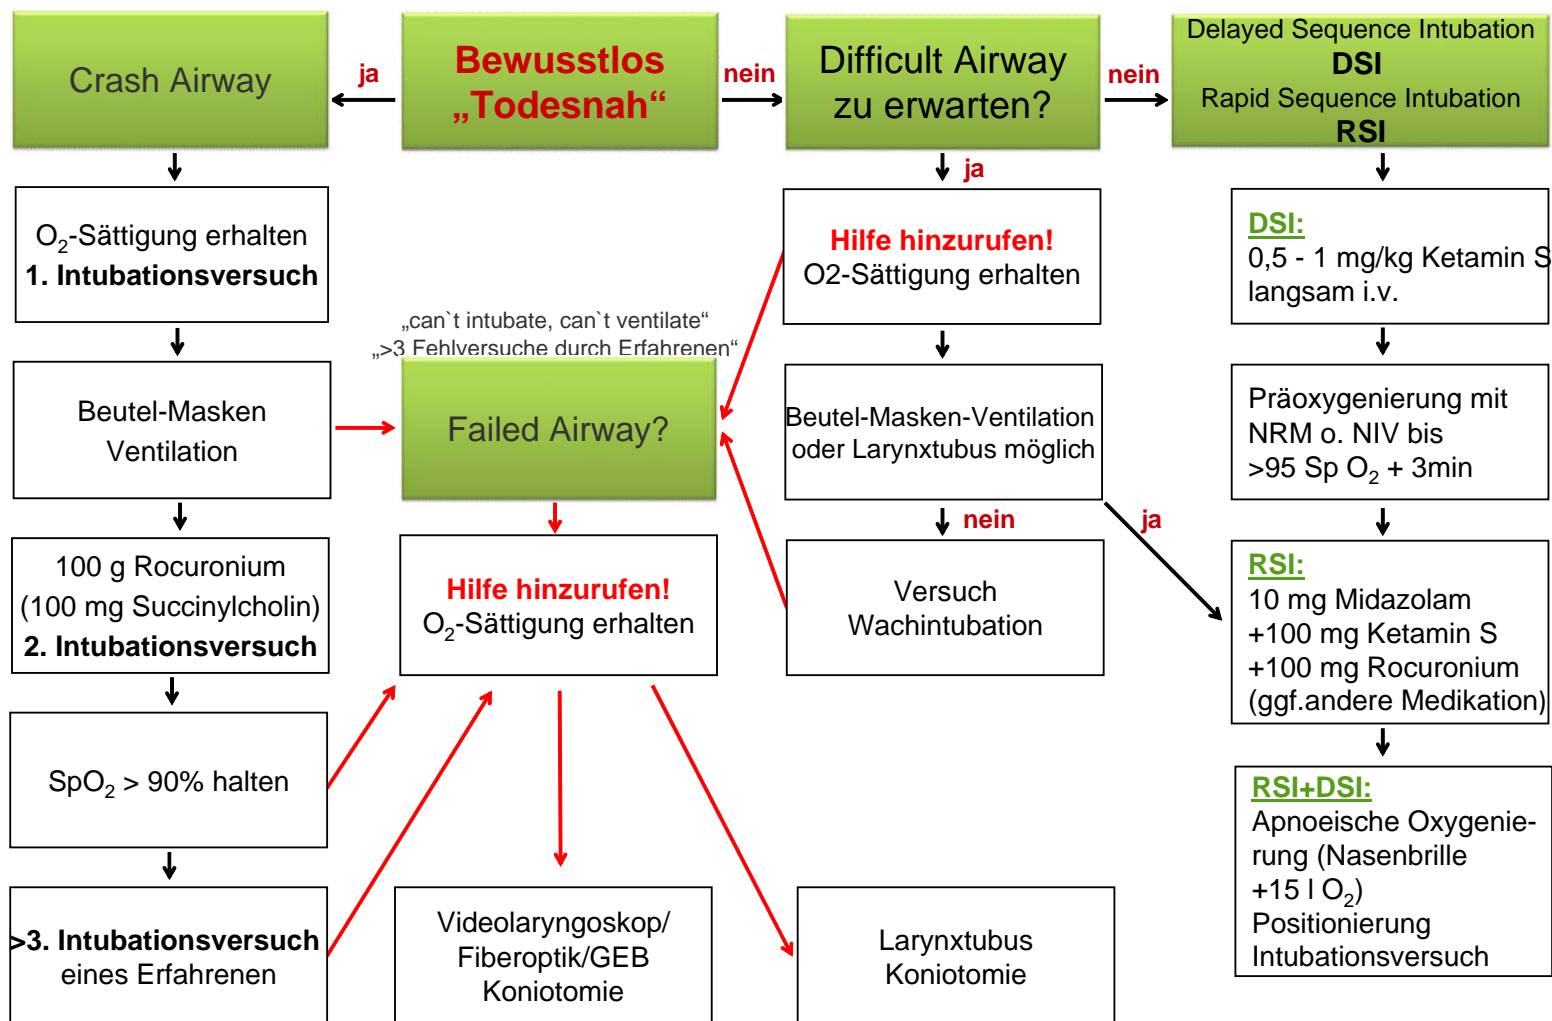 Crash Airway
ja
Bewusstlos
„Todesnah“
nein
Difficult Airway
zu erwarten?
nein
Delayed Sequence Intubation
DSI
Rapid Sequence Intubation
RSI
O2-Sättigung erhalten
1. Intubationsversuch
Beutel-Masken
Ventilation
100 g Rocuronium
(100 mg Succinylcholin)
2. Intubationsversuch
SpO2 > 90% halten
>3. Intubationsversuch
eines Erfahrenen
„can`t intubate, can`t ventilate“
„>3 Fehlversuche durch Erfahrenen“
Failed Airway?
Hilfe hinzurufen!
O2-Sättigung erhalten
Videolaryngoskop/
Fiberoptik/GEB
Koniotomie
ja
Hilfe hinzurufen!
O2-Sättigung erhalten
Beutel-Masken-Ventilation
oder Larynxtubus möglich
nein
ja
Versuch
Wachintubation
Larynxtubus
Koniotomie
DSI:
0,5 - 1 mg/kg Ketamin S
langsam i.v.
Präoxygenierung mit
NRM o. NIV bis
>95 Sp O2 + 3min
RSI:
10 mg Midazolam
+100 mg Ketamin S
+100 mg Rocuronium
(ggf.andere Medikation)
RSI+DSI:
Apnoeische Oxygenie-
rung (Nasenbrille
+15 l O2)
Positionierung
Intubationsversuch